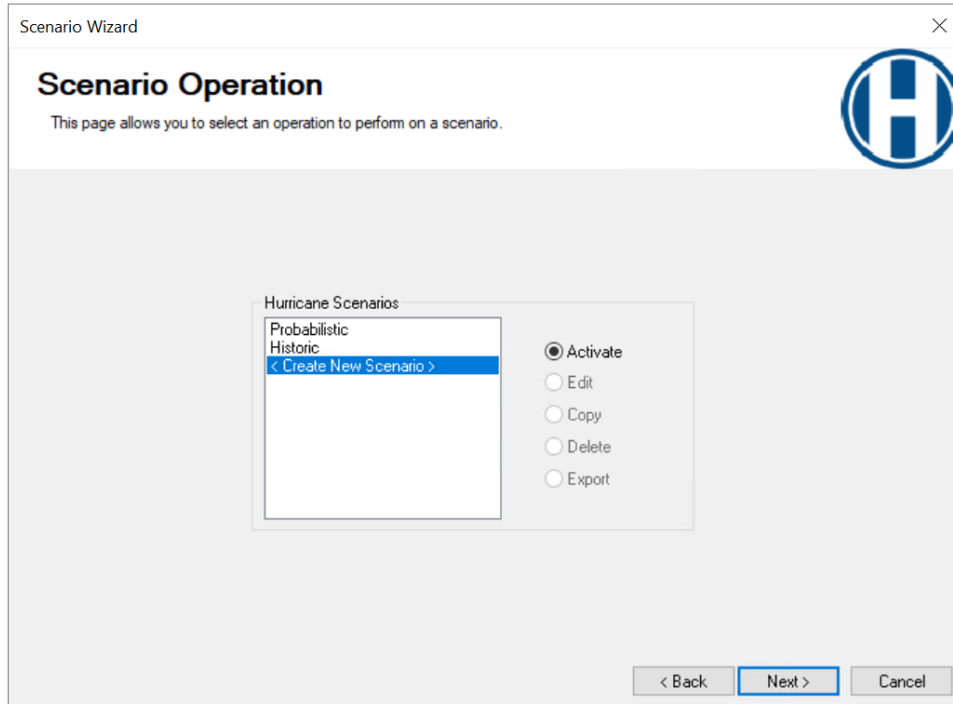 Scenario Wizard
Scenario Operation
This page allows you to select an operation to perform on a scenario.
H
Hurricane Scenarios
Probabilistic
Historic
< Create New Scenario >
Activate
Edit
Copy
Delete
Export
< Back
Next >
Cancel